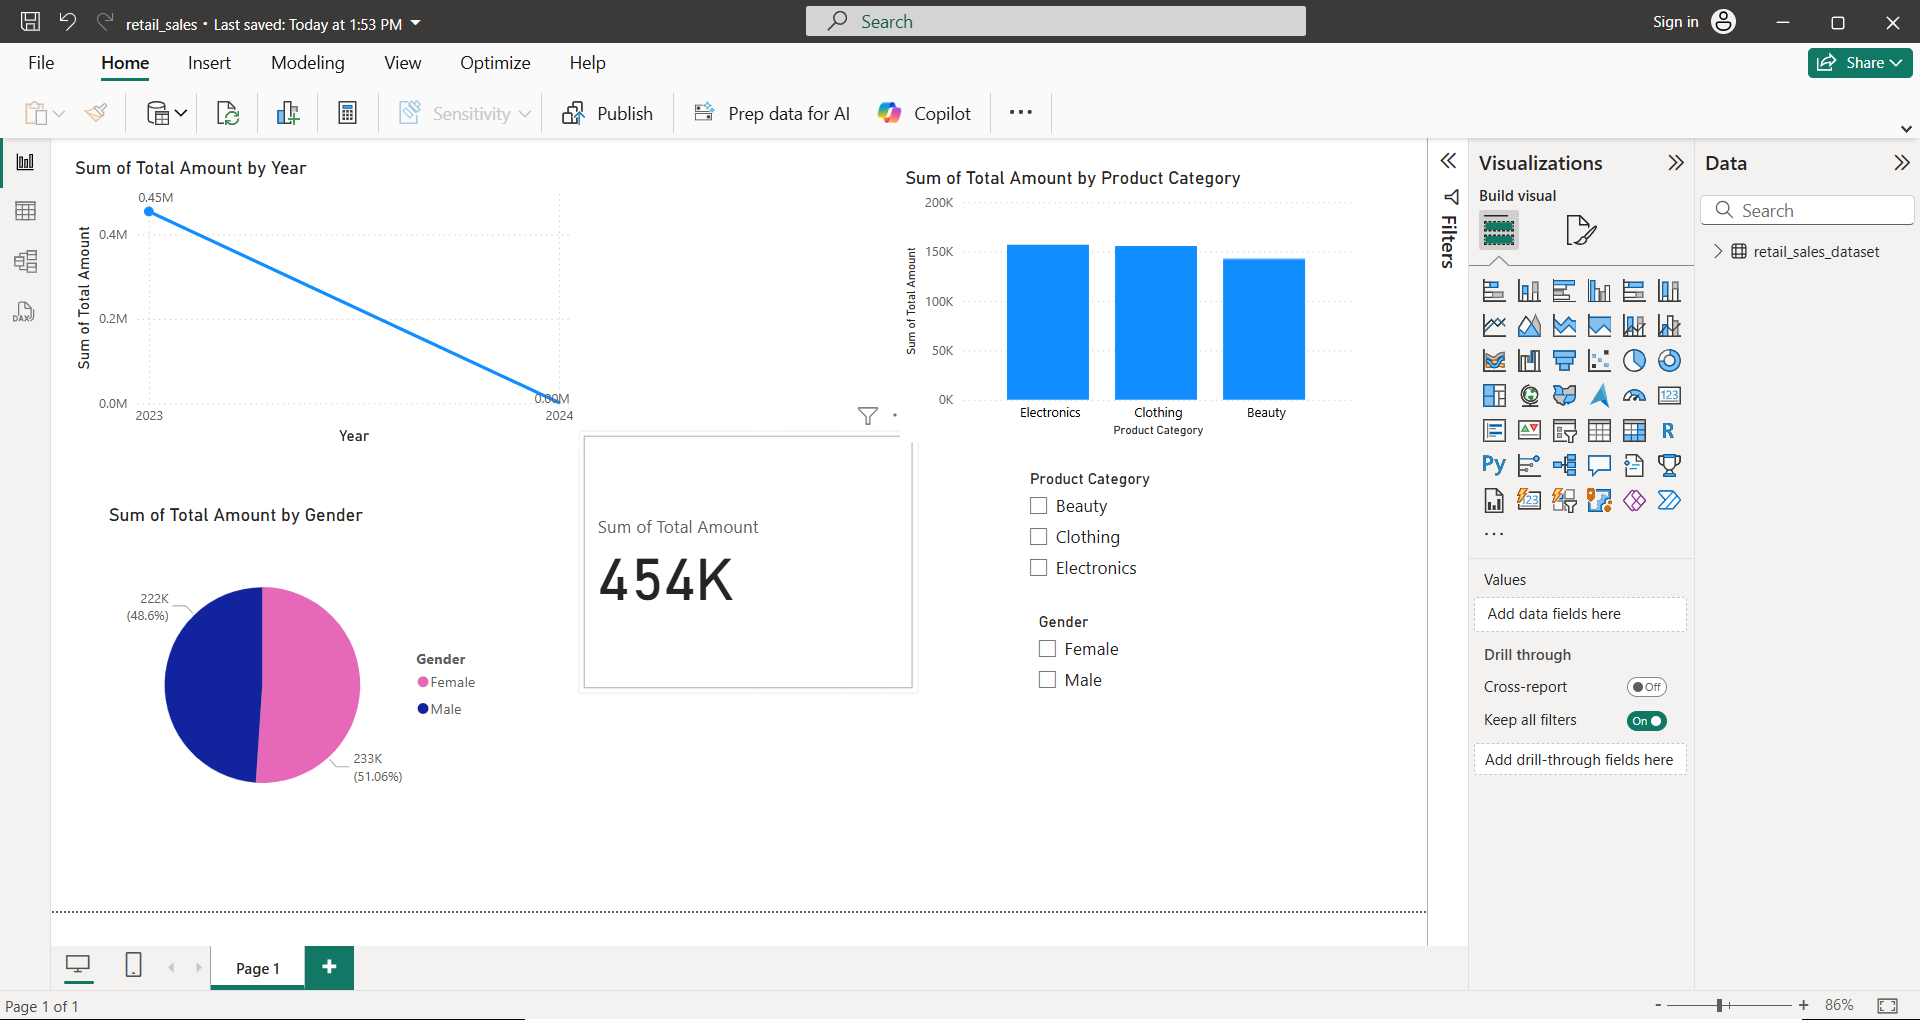 retail_sales • Last saved: Today at 1:53 PM
Search
Sign in
File Home Insert Modeling View Optimize Help
Share
Sensitivity
Publish
Prep data for AI
Copilot
Sum of Total Amount by Year
0.45M
0.4M
0.2M
0.0M
0.00M
2023
2024
Sum of Total Amount
Year
Sum of Total Amount by Product Category
200K
150K
100K
50K
0K
Sum of Total Amount
Electronics
Clothing
Beauty
Product Category
Sum of Total Amount by Gender
222K
(48.6%)
233K
(51.06%)
Gender
Female
Male
Sum of Total Amount
454K
Product Category
Beauty
Clothing
Electronics
Gender
Female
Male
Filters
Visualizations
Build visual
123
R
Py
123
Values
Add data fields here
Drill through
Cross-report
Off
Keep all filters
On
Add drill-through fields here
Data
Search
retail_sales_dataset
DAX
Page 1
Page 1 of 1
86%